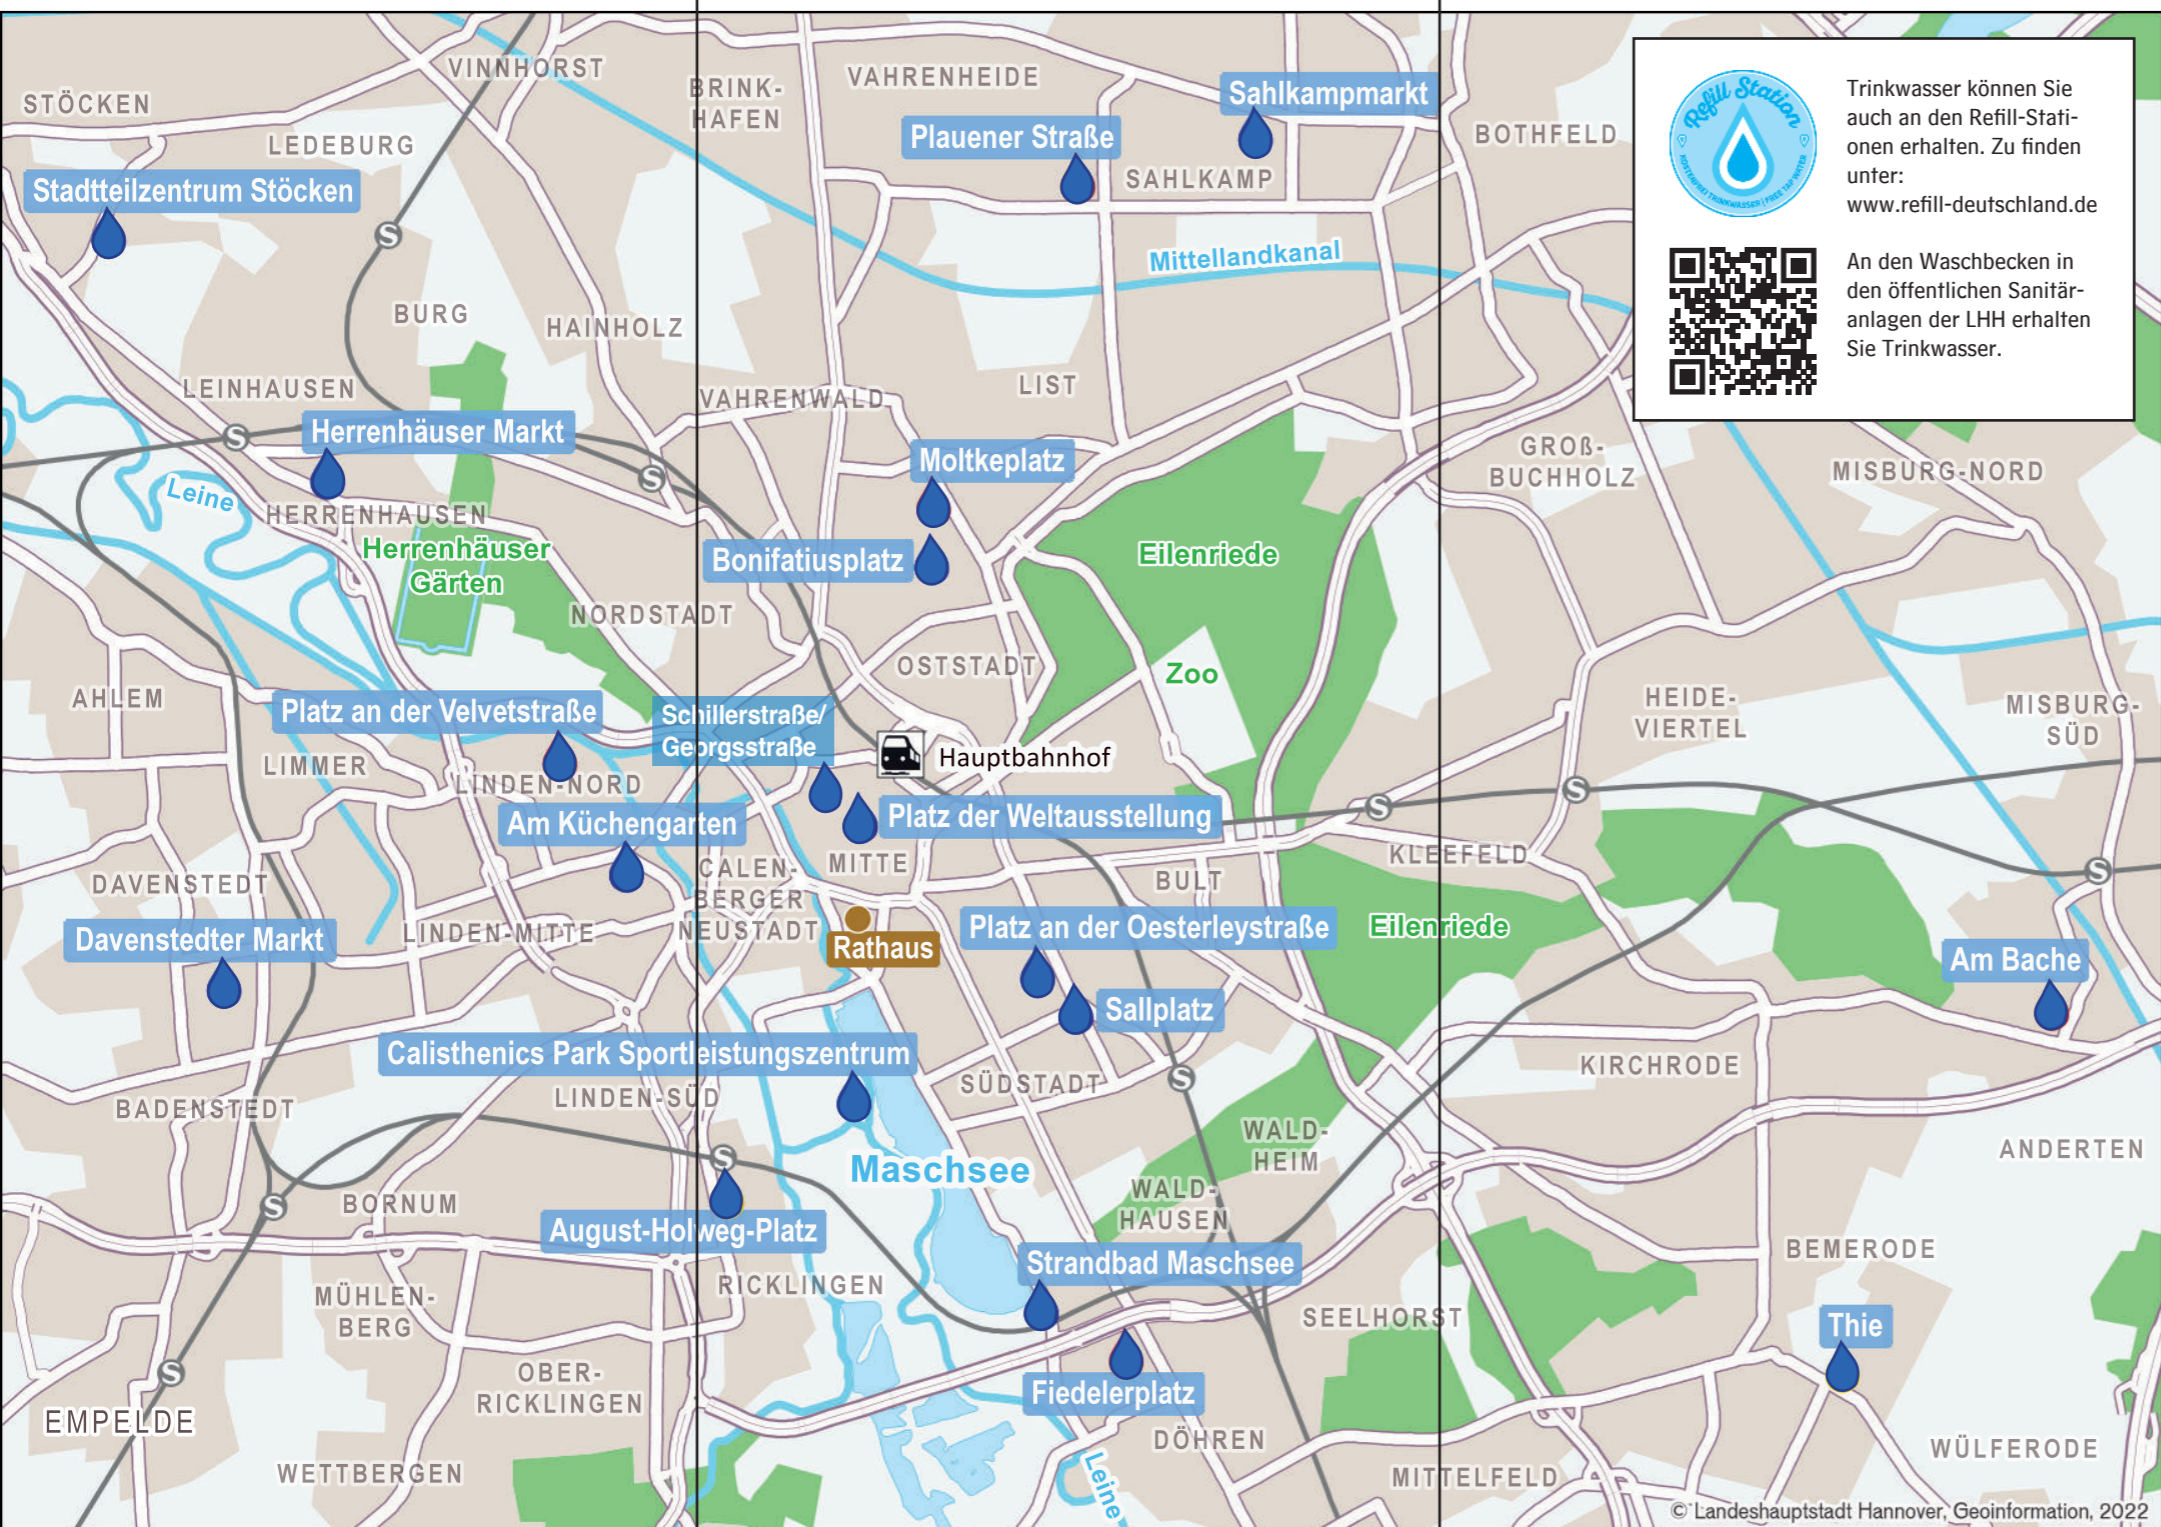 VINNHORST
STÖCKEN
LEDEBURG
BRINK-
HAFEN
VAHRENHEIDE
Sahlkampmarkt
Plauener Straße
SAHLKAMP
BOTHFELD
Stadtteilzentrum Stöcken
S
Mittellandkanal
BURG
HAINHOLZ
LEINHAUSEN
VAHRENWALD
LIST
Refill Station
KOSTENFREI TRINKWASSER | FREE TAP WATER
Trinkwasser können Sie
auch an den Refill-Stati-
onen erhalten. Zu finden
unter:
www.refill-deutschland.de
An den Waschbecken in
den öffentlichen Sanitär-
anlagen der LHH erhalten
Sie Trinkwasser.
S
Herrenhäuser Markt
S
Moltkeplatz
GROß-
BUCHHOLZ
MISBURG-NORD
Leine
HERRENHAUSEN
Herrenhäuser
Gärten
Bonifatiusplatz
Eilenriede
NORDSTADT
OSTSTADT
Zoo
AHLEM
Platz an der Velvetstraße
Schillerstraße/
Georgsstraße
Hauptbahnhof
HEIDE-
VIERTEL
MISBURG-
SÜD
LIMMER
LINDEN-NORD
S
S
Am Küchengarten
Platz der Weltausstellung
MITTE
CALEN-
BERGER
NEUSTADT
BULT
KLEEFELD
S
DAVENSTEDT
Davenstedter Markt
LINDEN-MITTE
Rathaus
Platz an der Oesterleystraße
Eilenriede
Am Bache
Sallplatz
Calisthenics Park Sportleistungszentrum
SÜDSTADT
S
KIRCHRODE
BADENSTEDT
LINDEN-SÜD
S
Maschsee
WALD-
HEIM
WALD-
HAUSEN
ANDERTEN
BORNUM
S
August-Holweg-Platz
BEMERODE
Strandbad Maschsee
RICKLINGEN
MÜHLEN-
BERG
SEELHORST
Thie
S
OBER-
RICKLINGEN
Fiedelerplatz
EMPELDE
DÖHREN
WETTBERGEN
Leine
MITTELFELD
WÜLFERODE
© Landeshauptstadt Hannover, Geoinformation, 2022